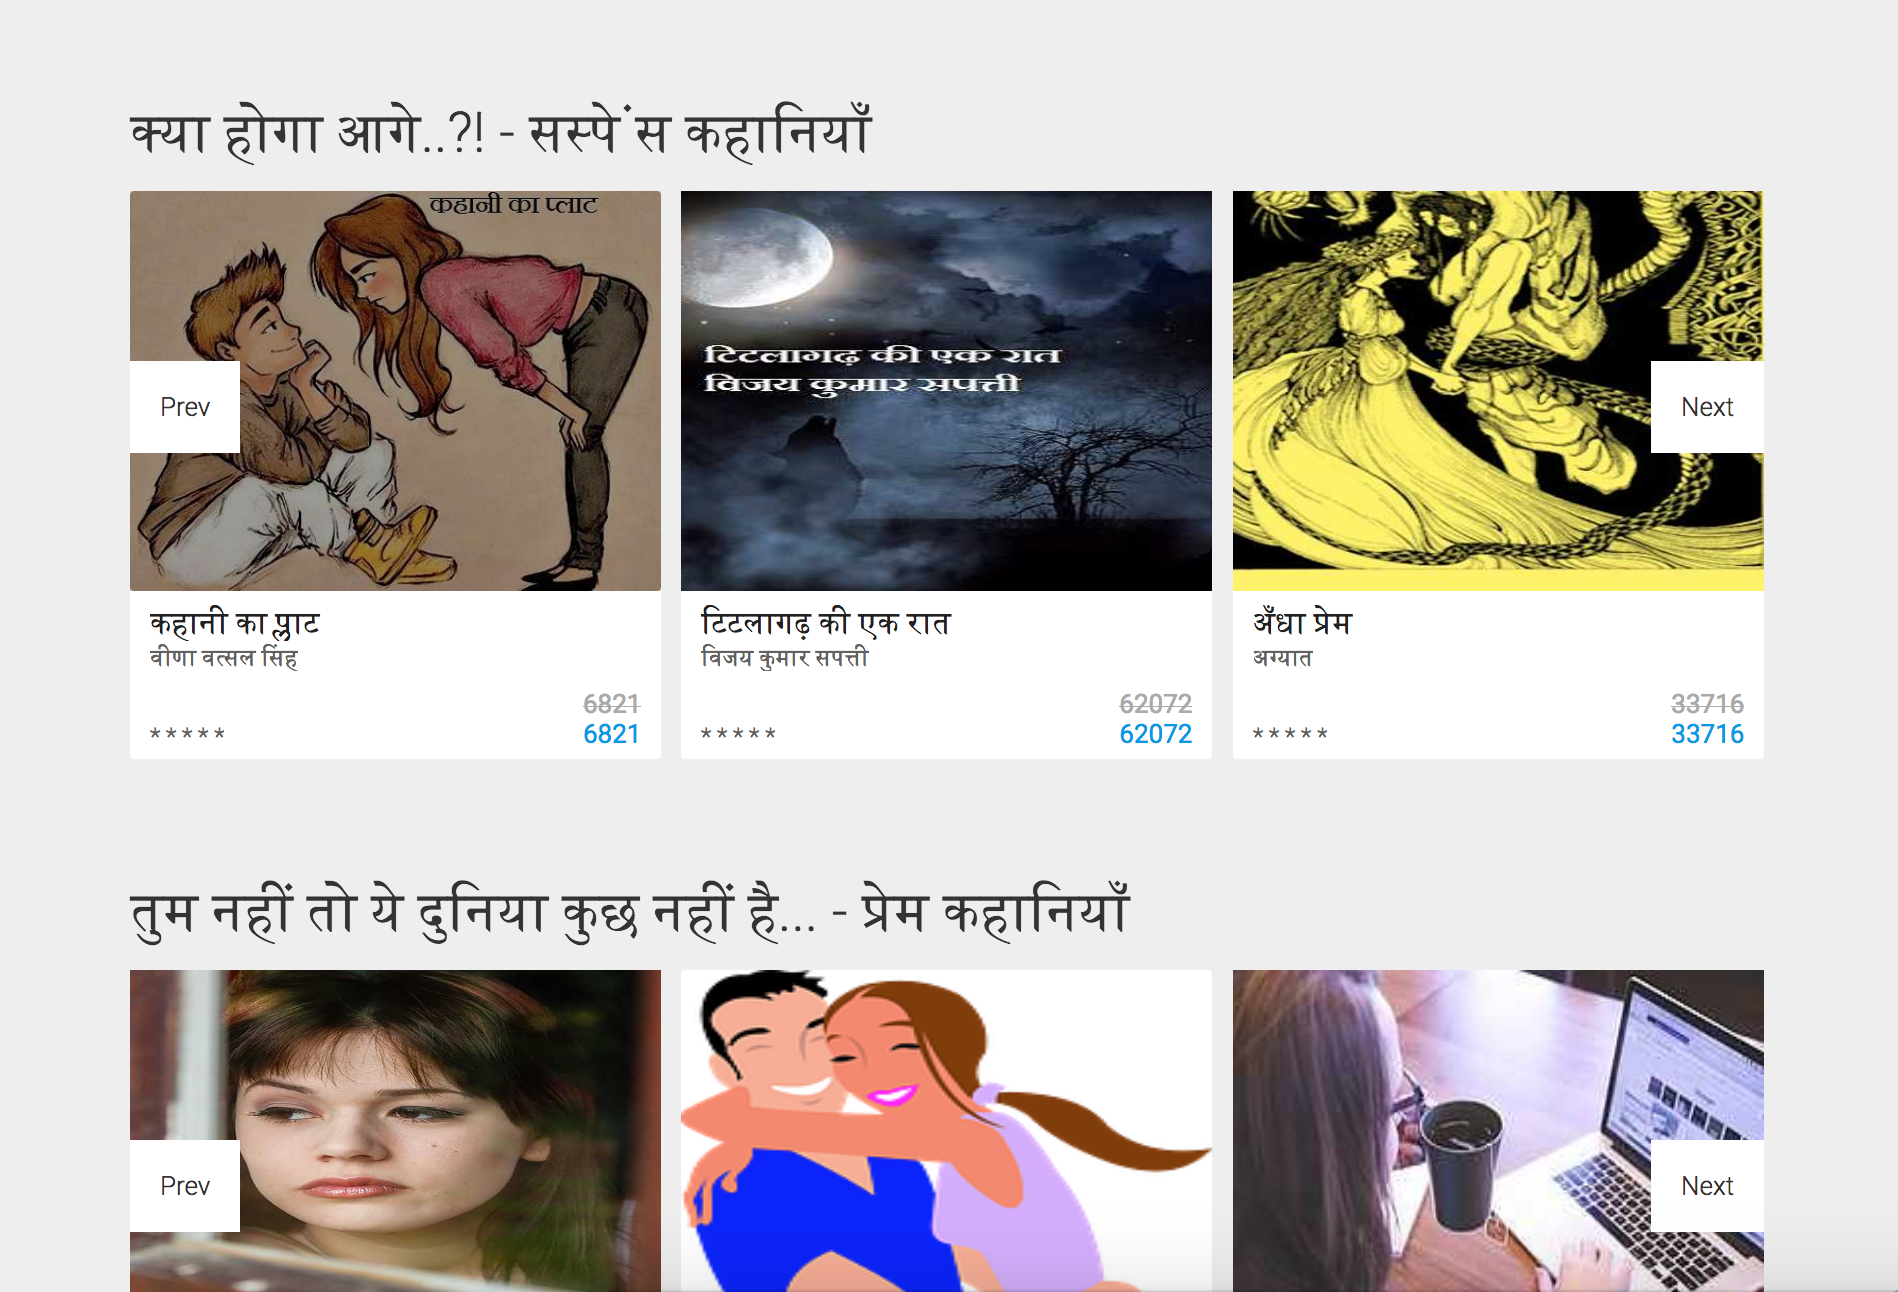 क्या होगा आगे..?! - सस्पेंस कहानियाँ
कहानी का प्लाट
टिटलागढ़ की एक रात
विजय कुमार सपत्ती
Prev
Next
कहानी का प्लाट
वीणा वत्सल सिंह
6821
* * * * *
6821
टिटलागढ़ की एक रात
विजय कुमार सपत्ती
62072
* * * * *
62072
अँधा प्रेम
अग्यात
33716
* * * * *
33716
तुम नहीं तो ये दुनिया कुछ नहीं है... - प्रेम कहानियाँ
Prev
Next